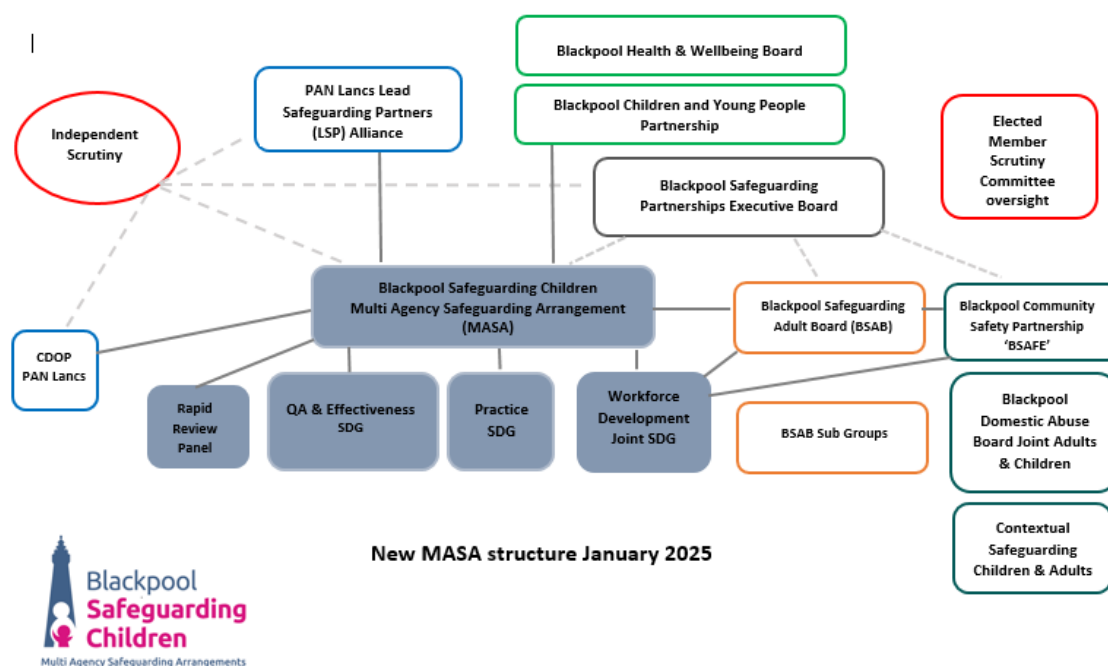 Blackpool Health & Wellbeing Board
PAN Lancs Lead
Safeguarding Partners
(LSP) Alliance
Blackpool Children and Young People
Partnership
Independent
Scrutiny
Elected
Member
Scrutiny
Committee
oversight
Blackpool Safeguarding
Partnerships Executive Board
Blackpool Safeguarding Children
Multi Agency Safeguarding Arrangement
(MASA)
Blackpool Safeguarding
Adult Board (BSAB)
Blackpool Community
Safety Partnership
‘BSAFE’
CDOP
PAN Lancs
Rapid
Review
Panel
QA & Effectiveness
SDG
Practice
SDG
Workforce
Development
Joint SDG
BSAB Sub Groups
Blackpool
Domestic Abuse
Board Joint Adults
& Children
Contextual
Safeguarding
Children & Adults
New MASA structure January 2025
Blackpool
Safeguarding
Children
Multi Agency Safeguarding Arrangements